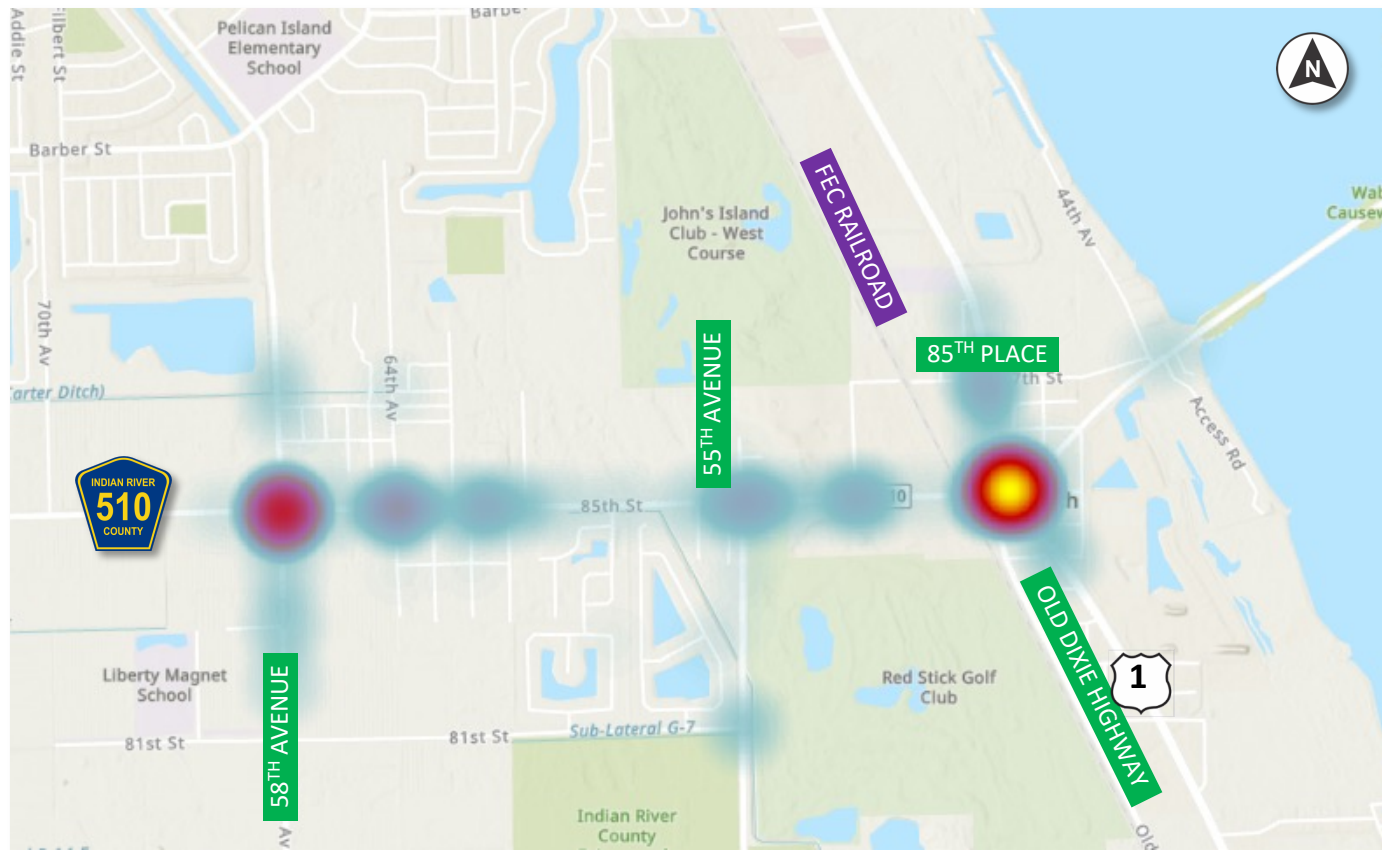 Addie St
Filbert St
Pelican Island
Elementary
School
Barber
N
Barber St
FEC RAILROAD
John's Island
Club - West
Course
44th Av
Wab
Causew
70th Av
64th Av
55TH AVENUE
85TH PLACE
7th St
arter Ditch)
Access Rd
INDIAN RIVER
510
COUNTY
85th St
10
h
OLD DIXIE HIGHWAY
1
Liberty Magnet
School
58TH AVENUE
Red Stick Golf
Club
81st St
81st St
Sub-Lateral G-7
Indian River
County
Av
Old